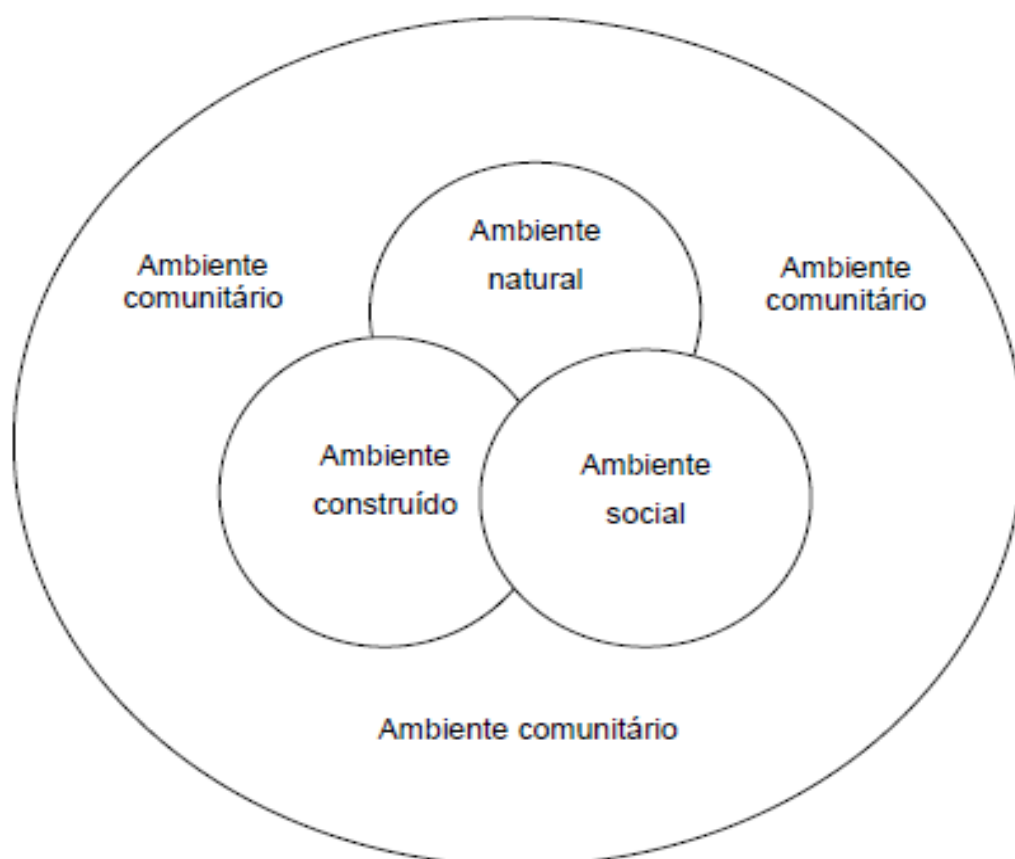 Ambiente
natural
Ambiente
comunitário
Ambiente
comunitário
Ambiente
construído
Ambiente
social
Ambiente comunitário